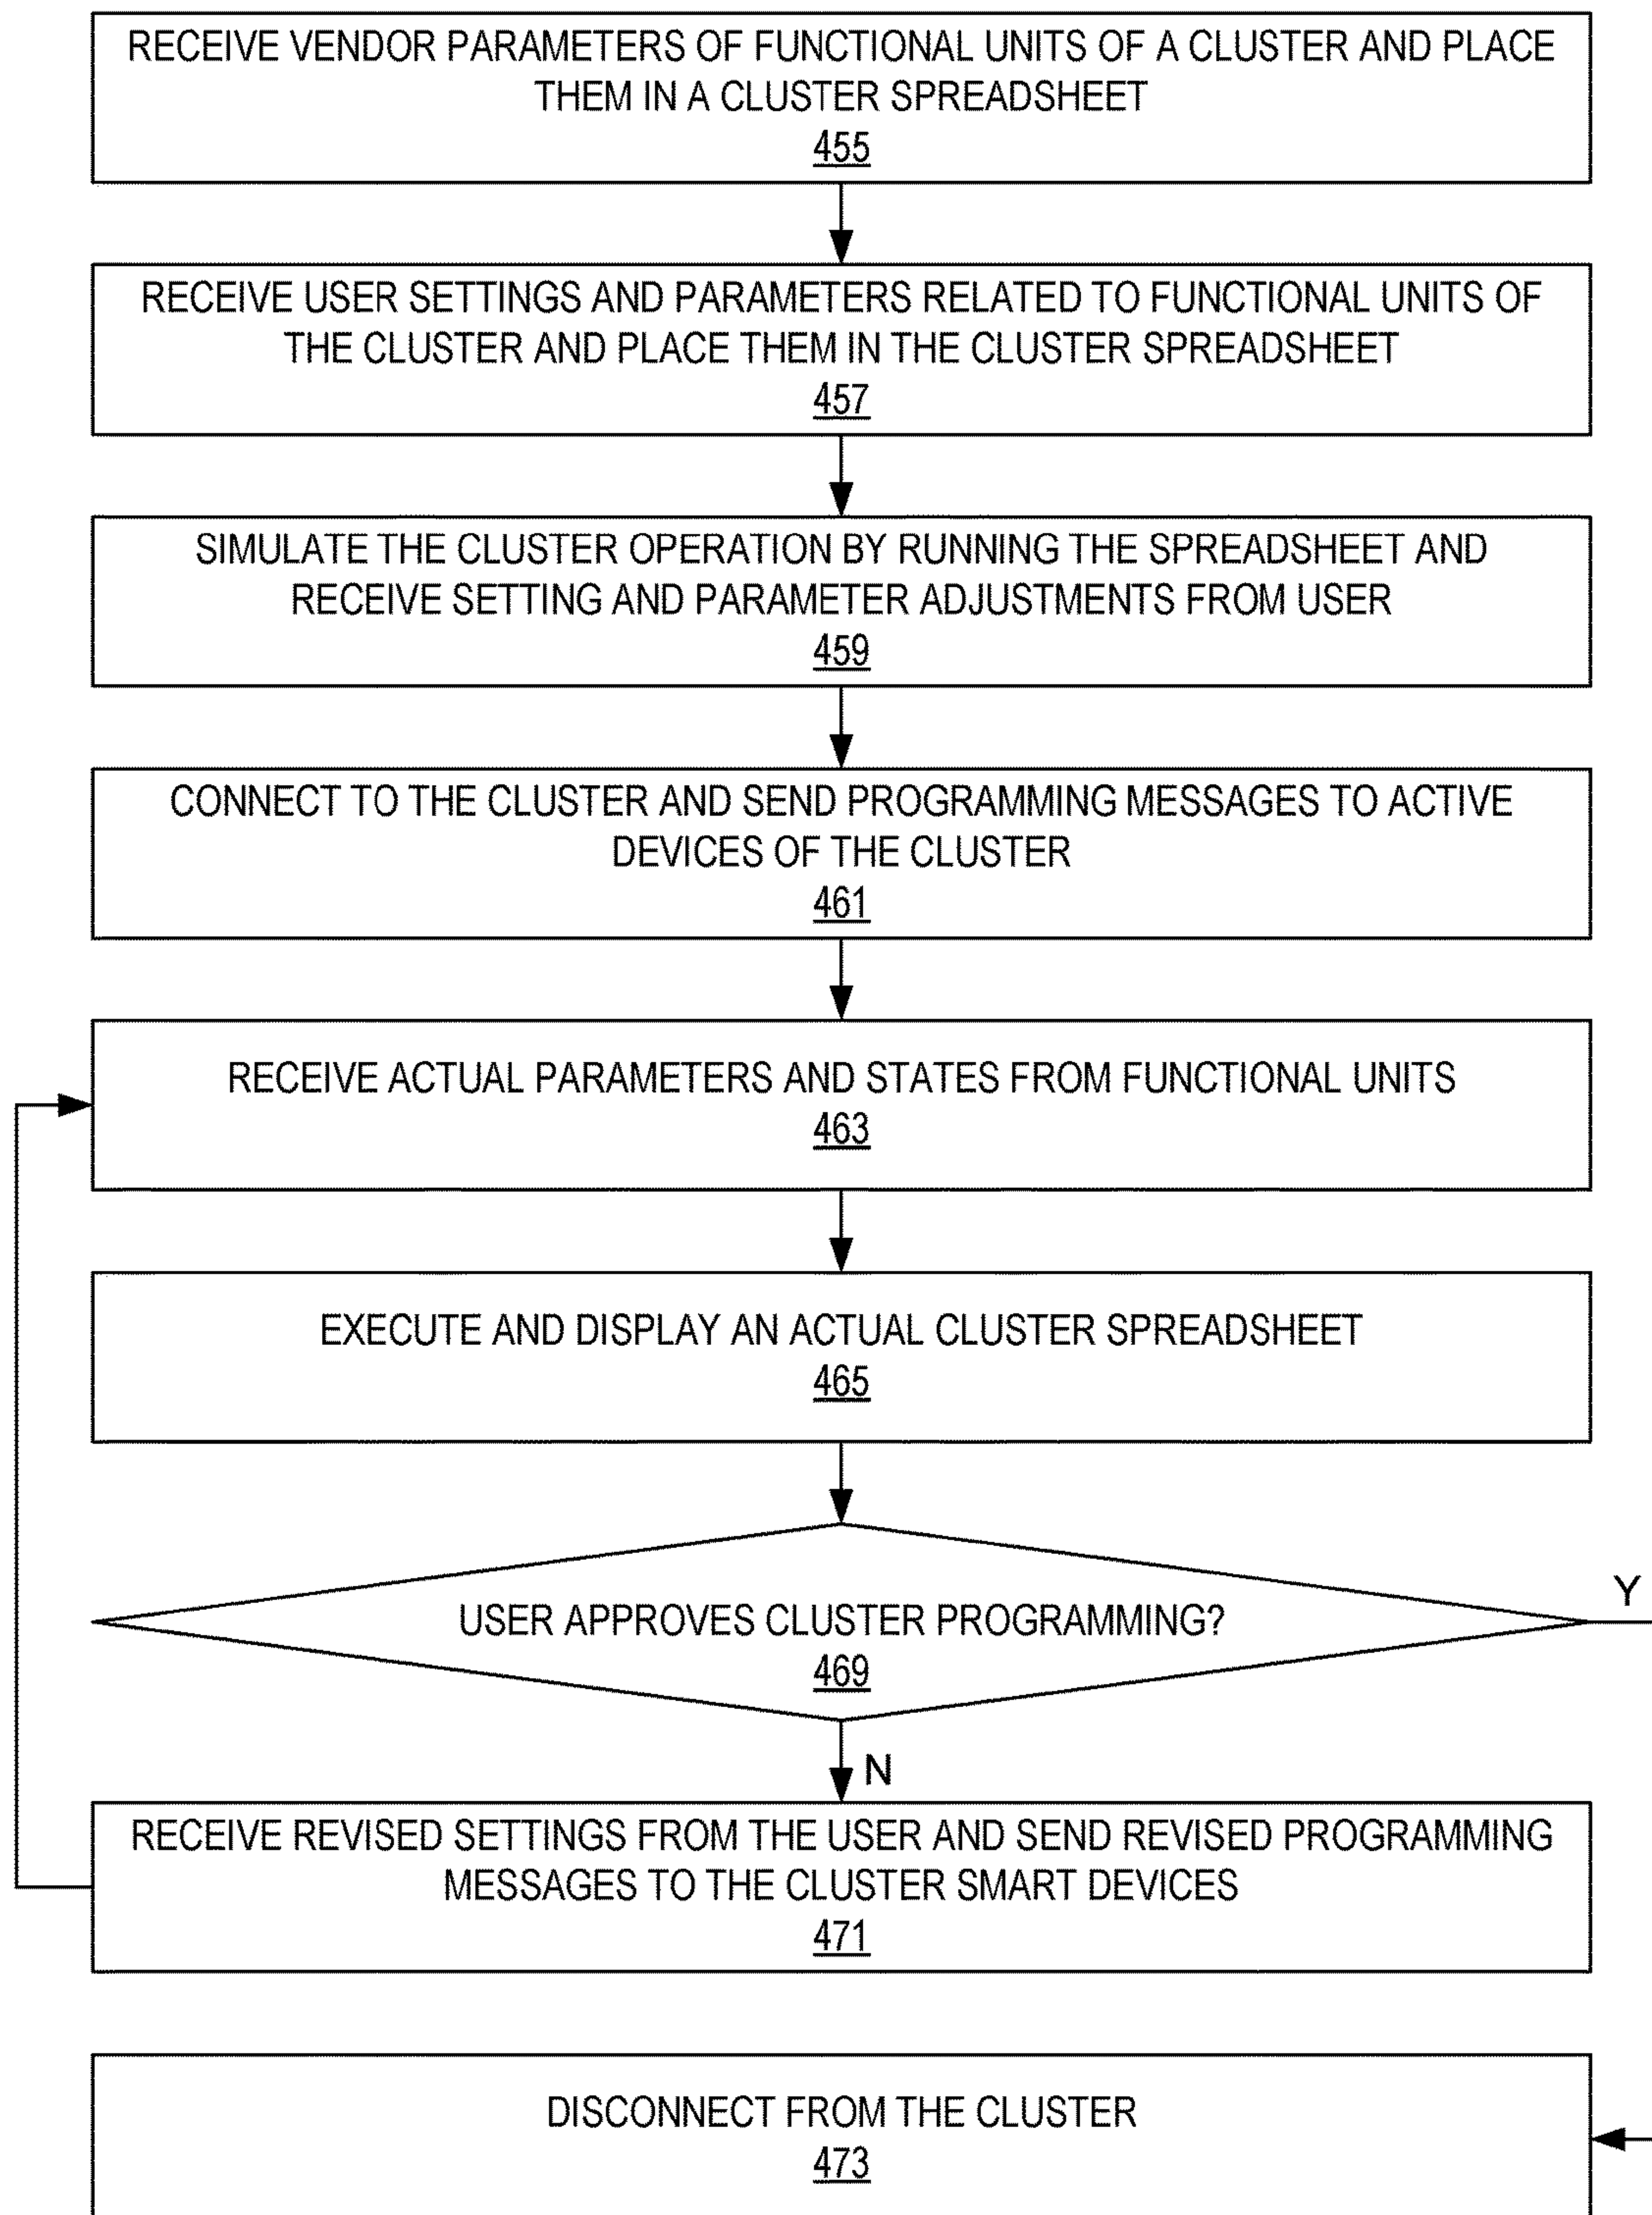 RECEIVE VENDOR PARAMETERS OF FUNCTIONAL UNITS OF A CLUSTER AND PLACE
THEM IN A CLUSTER SPREADSHEET
455
RECEIVE USER SETTINGS AND PARAMETERS RELATED TO FUNCTIONAL UNITS OF
THE CLUSTER AND PLACE THEM IN THE CLUSTER SPREADSHEET
457
SIMULATE THE CLUSTER OPERATION BY RUNNING THE SPREADSHEET AND
RECEIVE SETTING AND PARAMETER ADJUSTMENTS FROM USER
459
CONNECT TO THE CLUSTER AND SEND PROGRAMMING MESSAGES TO ACTIVE
DEVICES OF THE CLUSTER
461
RECEIVE ACTUAL PARAMETERS AND STATES FROM FUNCTIONAL UNITS
463
EXECUTE AND DISPLAY AN ACTUAL CLUSTER SPREADSHEET
465
Y
USER APPROVES CLUSTER PROGRAMMING?
469
N
RECEIVE REVISED SETTINGS FROM THE USER AND SEND REVISED PROGRAMMING
MESSAGES TO THE CLUSTER SMART DEVICES
471
DISCONNECT FROM THE CLUSTER
473